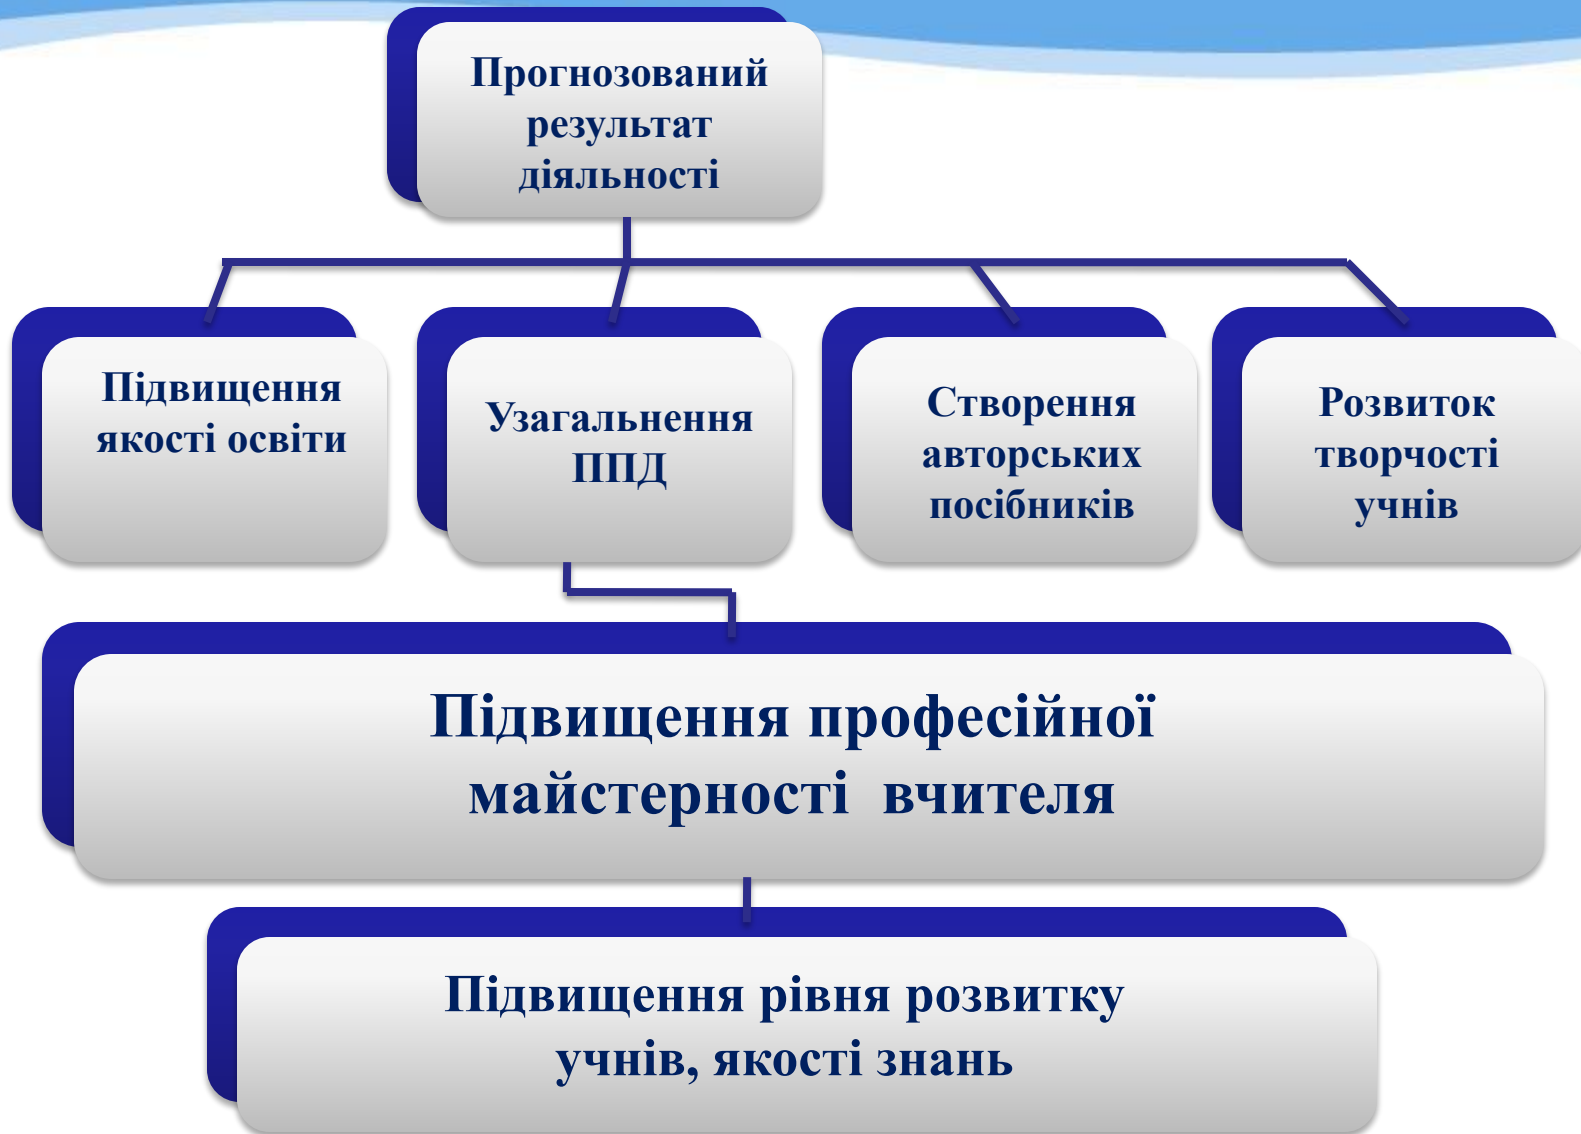 Прогнозований
результат
діяльності
Підвищення
якості освіти
Узагальнення
ППД
Створення
авторських
посібників
Розвиток
творчості
учнів
Підвищення професійної
майстерності вчителя
Підвищення рівня розвитку
учнів, якості знань